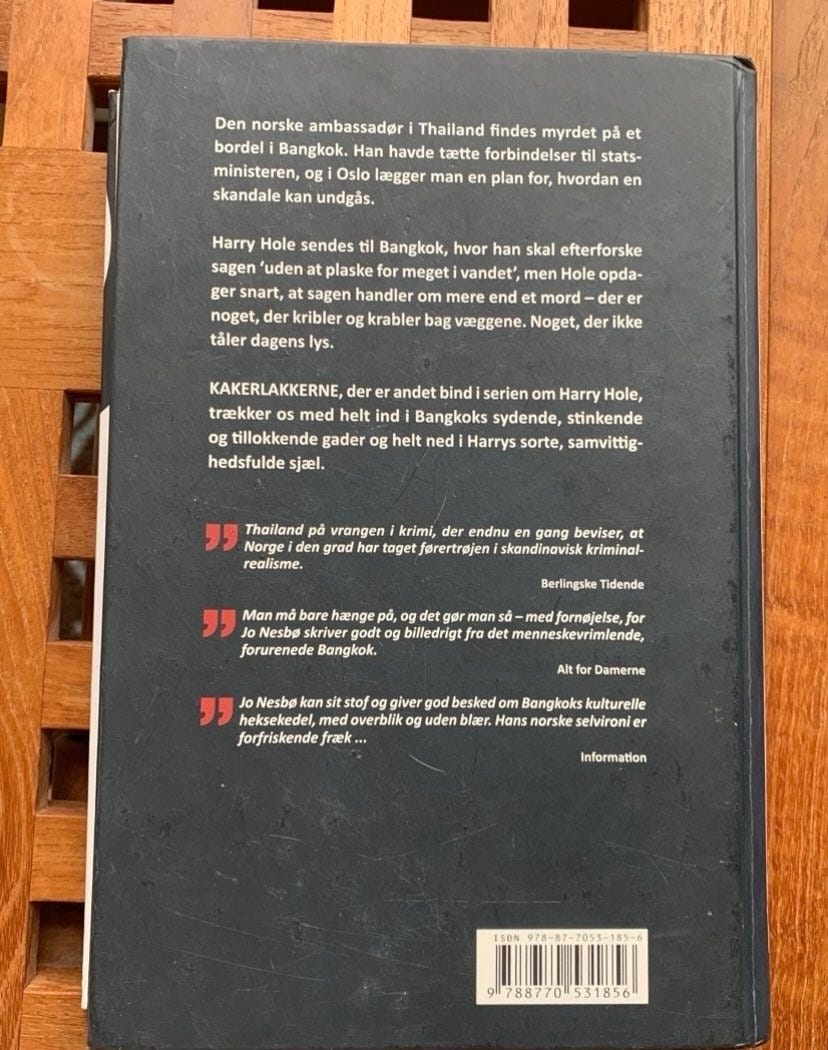 Den norske ambassadør i Thailand findes myrdet på et
bordel i Bangkok. Han havde tætte forbindelser til stats-
ministeren, og i Oslo lægger man en plan for, hvordan en
skandale kan undgås.
Harry Hole sendes til Bangkok, hvor han skal efterforske
sagen ‘uden at plaske for meget i vandet’, men Hole opda-
ger snart, at sagen handler om mere end et mord – der er
noget, der kribler og krabler bag væggene. Noget, der ikke
tåler dagens lys.
KAKERLAKKERNE, der er andet bind i serien om Harry Hole,
trækker os med helt ind i Bangkoks sydende, stinkende
og tillokkende gader og helt ned i Harrys sorte, samvittig-
hedsfulde sjæl.
” Thailand på vrangen i krimi, der endnu en gang beviser, at
Norge i den grad har taget førertrøjen i skandinavisk kriminal-
realisme.
Berlingske Tidende
” Man må bare hænge på, og det gør man så – med fornøjelse, for
Jo Nesbø skriver godt og billedrigt fra det menneskevrimlende,
forurenede Bangkok.
Alt for Damerne
” Jo Nesbø kan sit stof og giver god besked om Bangkoks kulturelle
heksekedel, med overblik og uden blær. Hans norske selvironi er
forfriskende fræk ...
Information
ISBN 978-87-7053-185-6
9 788770 531856